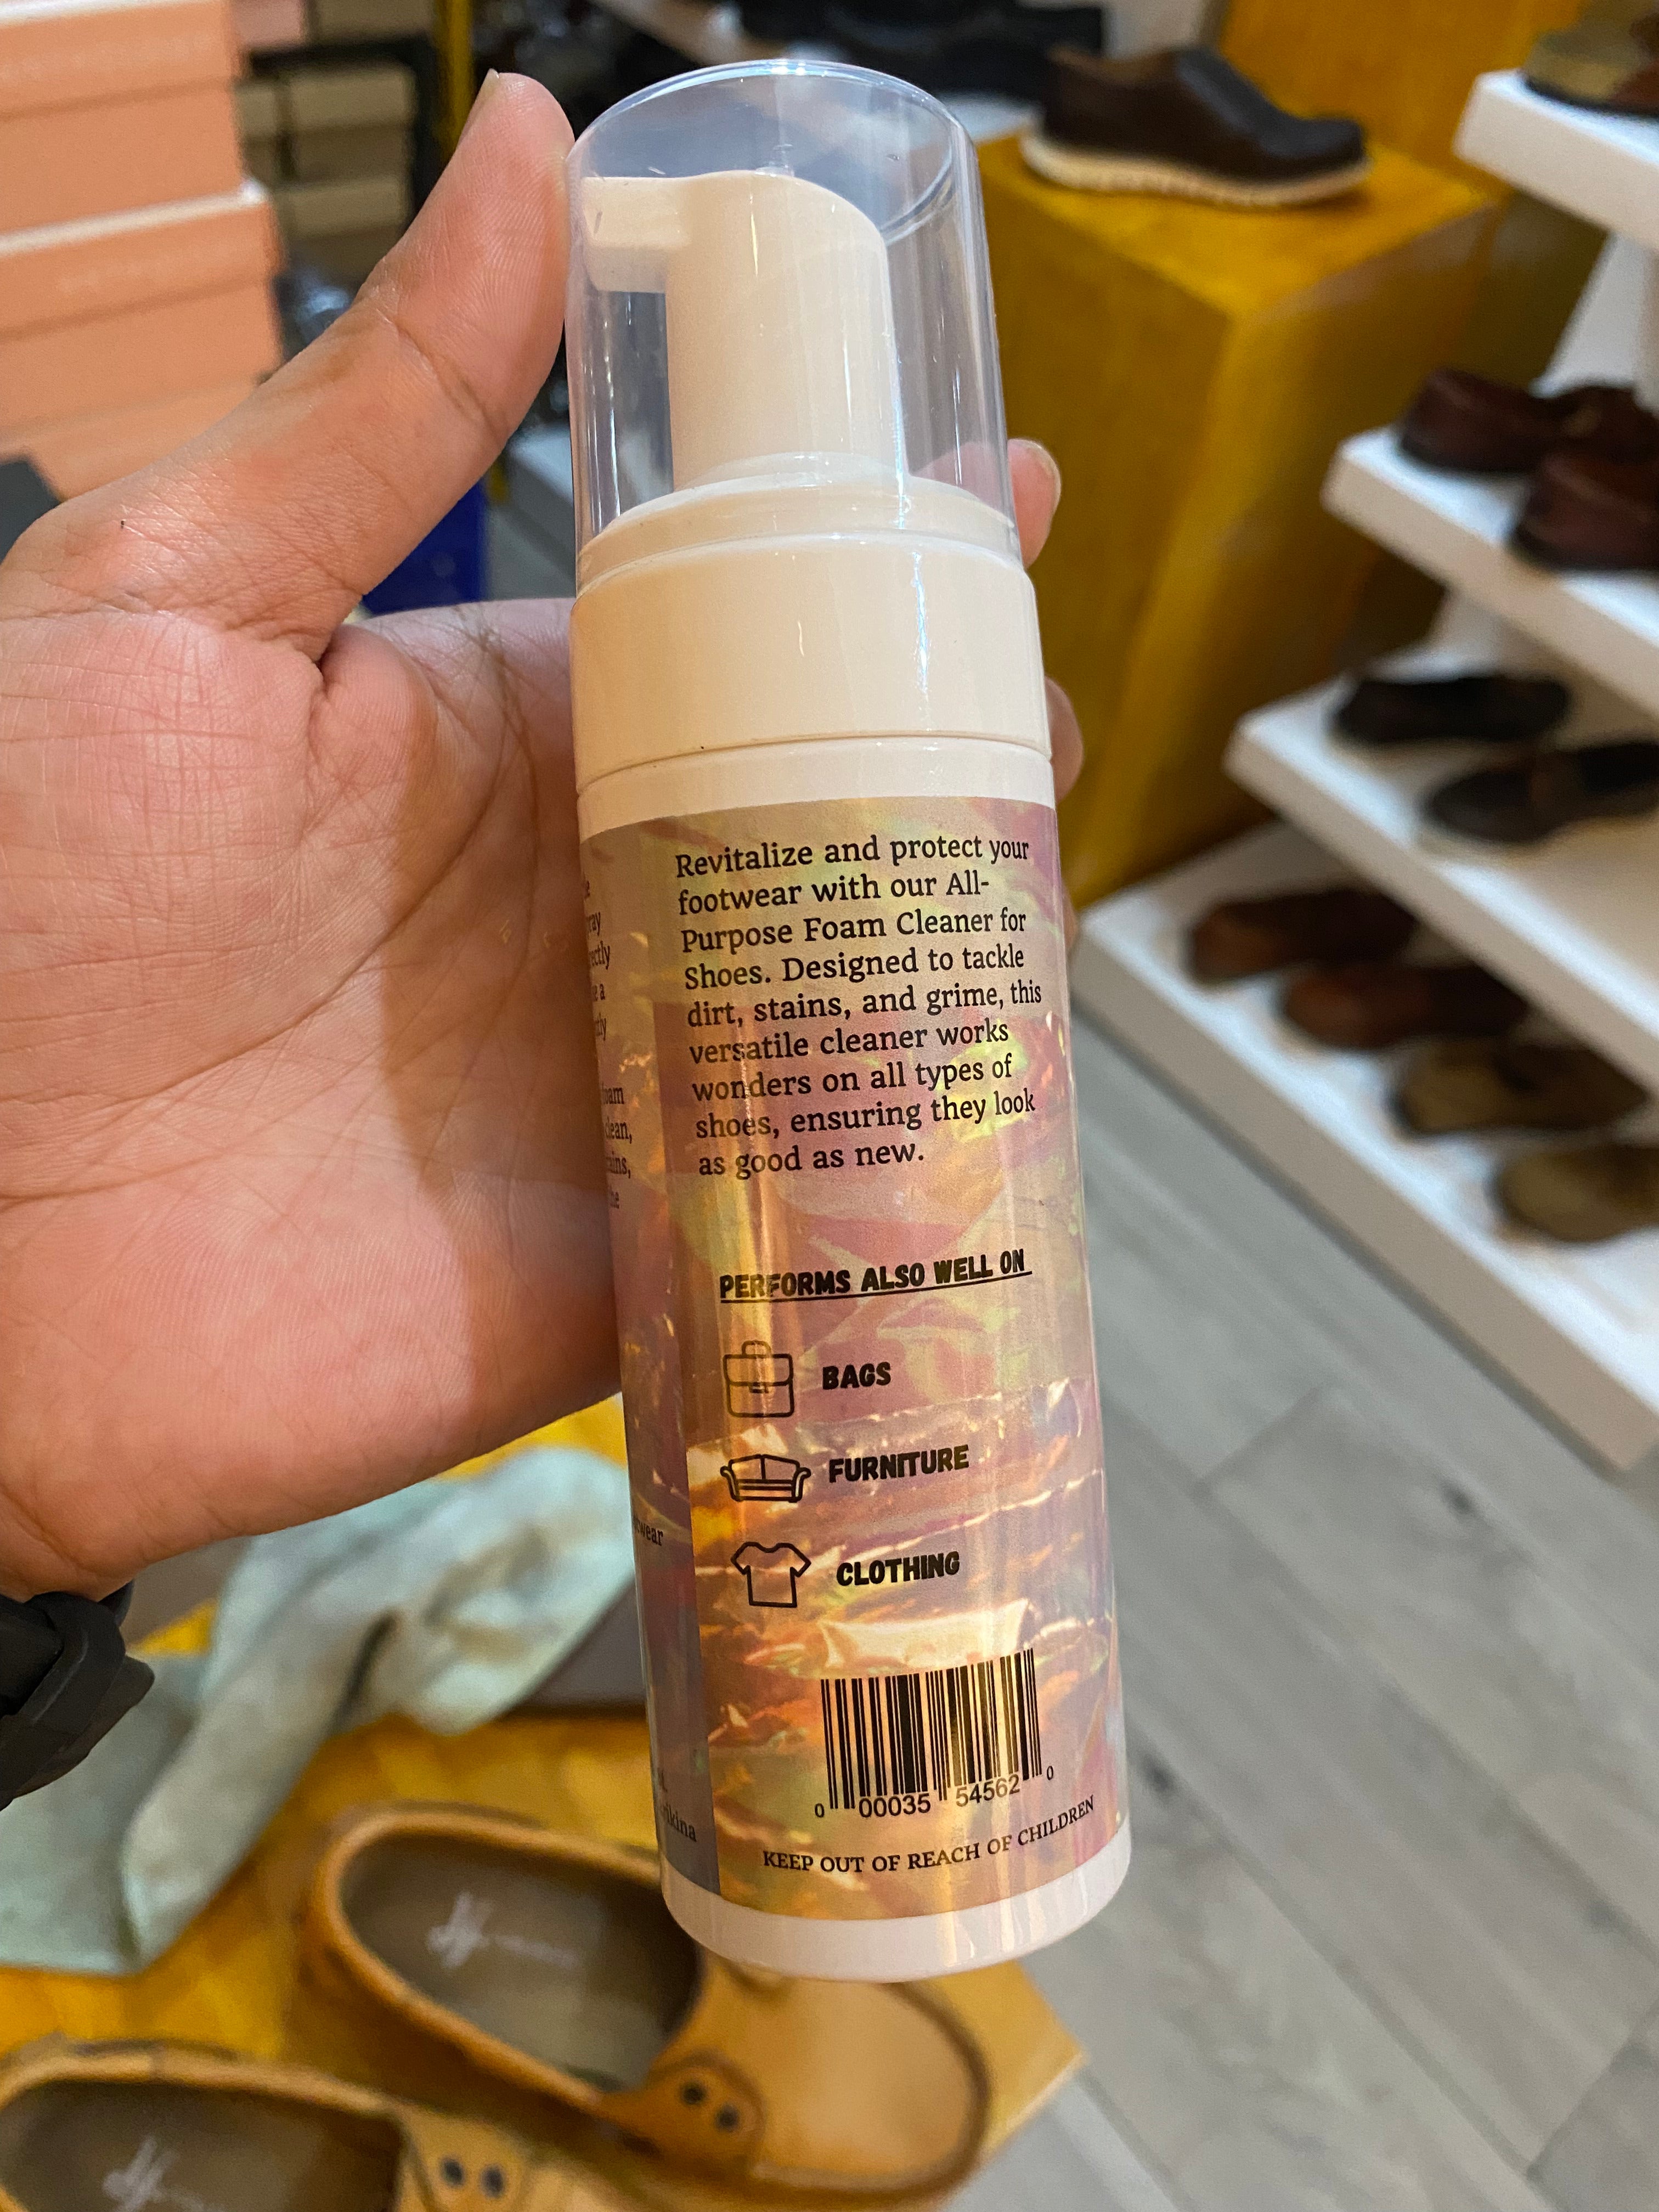 Revitalize and protect your
footwear with our All-
Purpose Foam Cleaner for
Shoes. Designed to tackle
dirt, stains, and grime, this
versatile cleaner works
wonders on all types of
shoes, ensuring they look
as good as new.
PERFORMS ALSO WELL ON
BAGS
FURNITURE
CLOTHING
0 00035 54562 0
KEEP OUT OF REACH OF CHILDREN